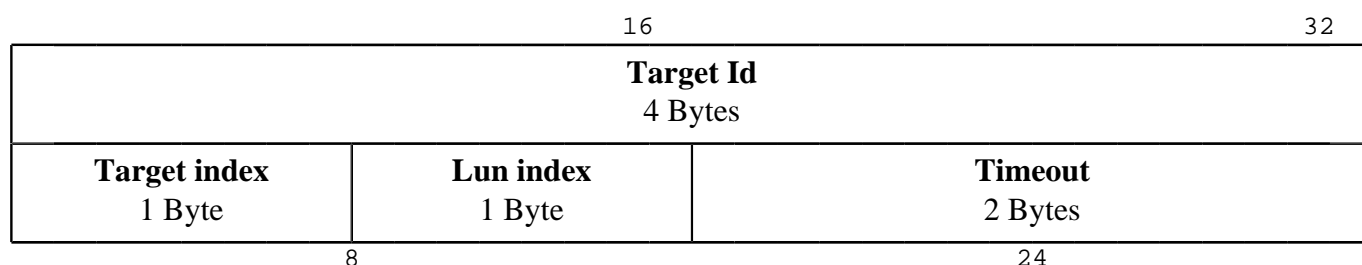 16 32
Target Id
4 Bytes
Target index Lun index Timeout
1 Byte 1 Byte 2 Bytes
8 24